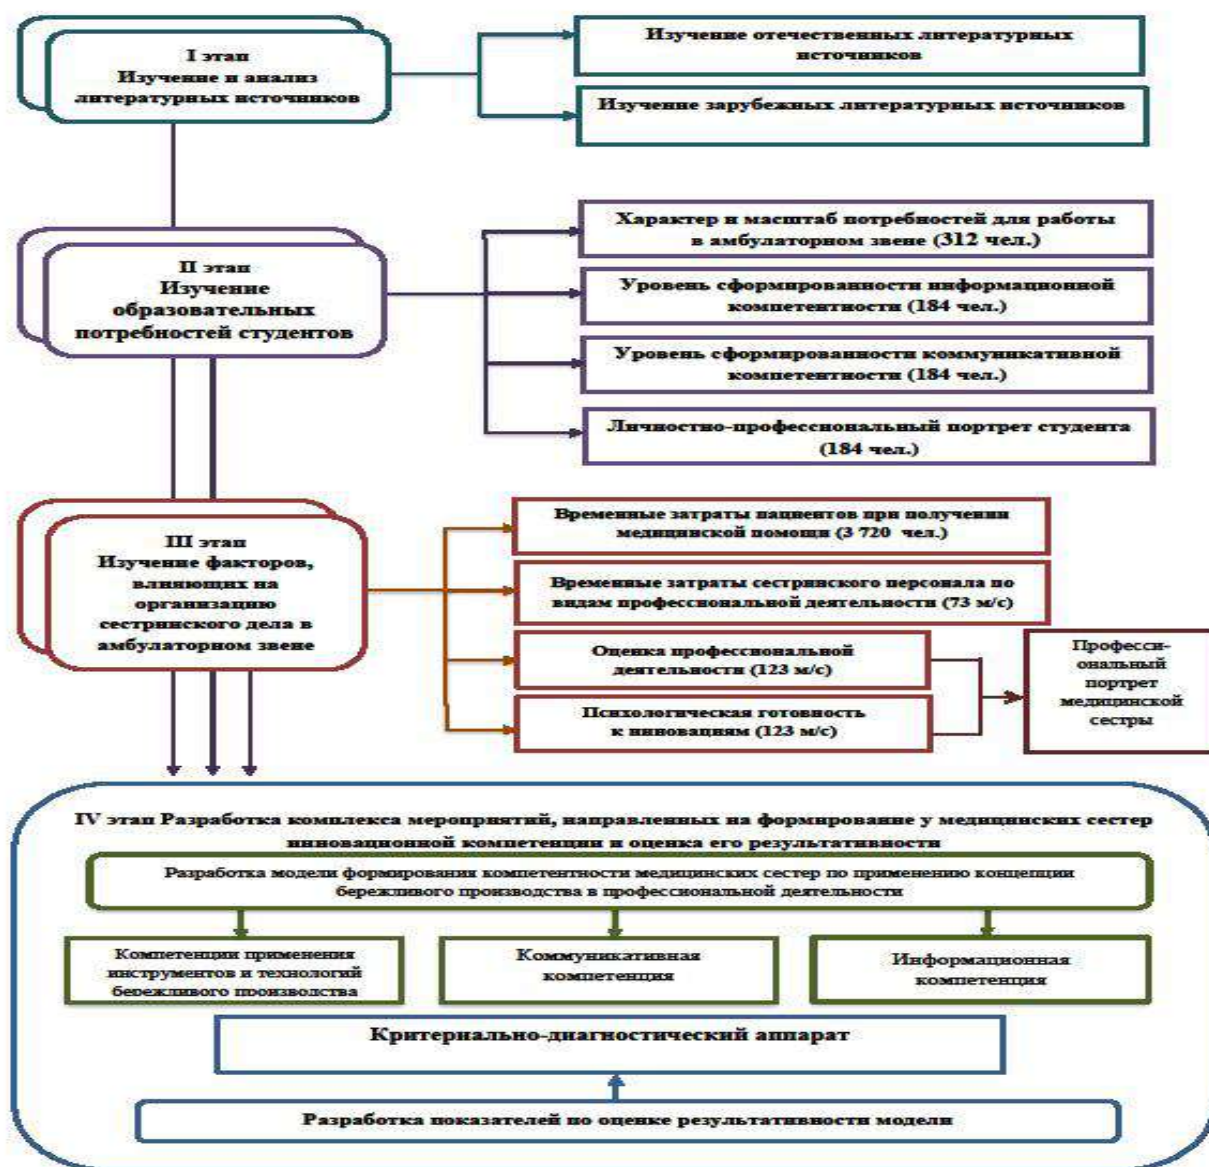 I этап
Изучение и анализ
литературных источников
Изучение отечественных литературных
источников
Изучение зарубежных литературных источников
II этап
Изучение
образовательных
потребностей студентов
Характер и масштаб потребностей для работы
в амбулаторном звене (312 чел.)
Уровень сформированности информационной
компетентности (184 чел.)
Уровень сформированности коммуникативной
компетентности (184 чел.)
Личностно-профессиональный портрет студента
(184 чел.)
III этап
Изучение факторов,
влияющих на
организацию
сестринского дела в
амбулаторном звене
Временные затраты пациентов при получении
медицинской помощи (3 720 чел.)
Временные затраты сестринского персонала по
видам профессиональной деятельности (73 м/с)
Оценка профессиональной
деятельности (123 м/с)
Психологическая готовность
к инновациям (123 м/с)
Професси-
ональный
портрет
медицинской
сестры
IV этап Разработка комплекса мероприятий, направленных на формирование у медицинских сестер
инновационной компетенции и оценка его результативности
Разработка модели формирования компетентности медицинских сестер по применению концепции
бережливого производства в профессиональной деятельности
Компетенции применения
инструментов и технологий
бережливого производства
Коммуникативная
компетенция
Информационная
компетенция
Критериально-диагностический аппарат
Разработка показателей по оценке результативности модели